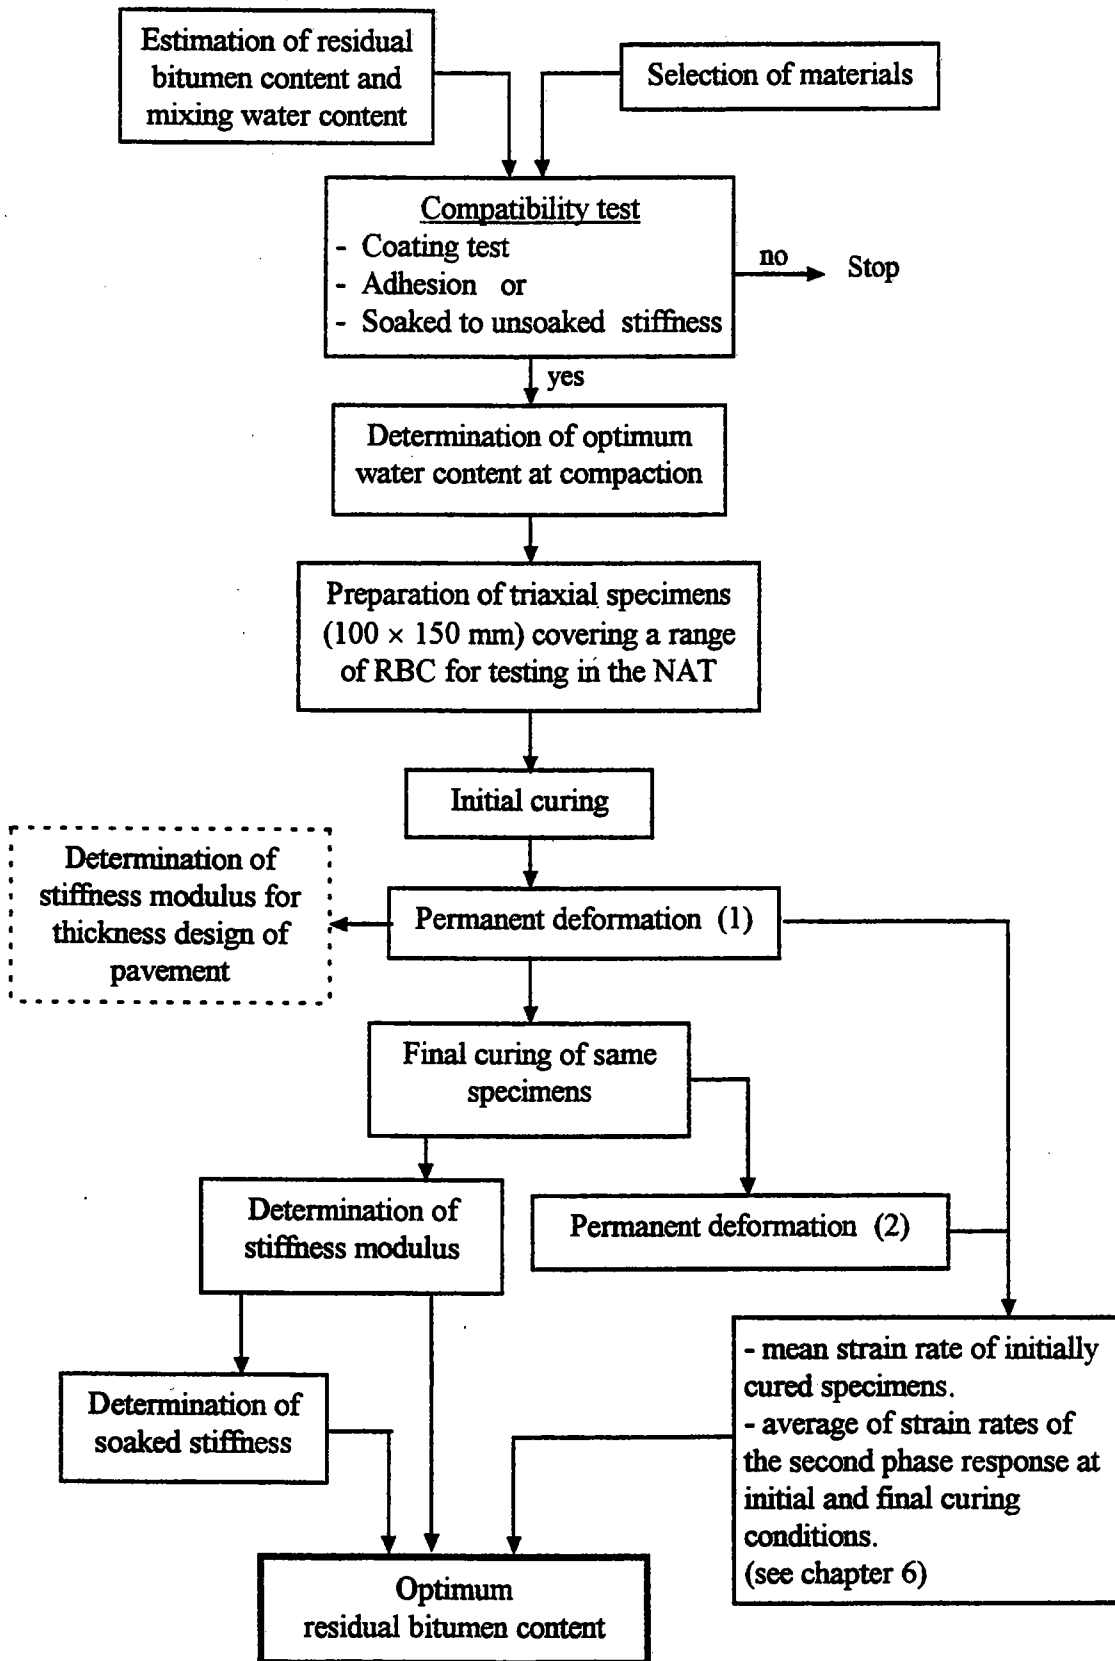 Estimation of residual
bitumen content and
mixing water content
Selection of materials
Compatibility test
- Coating test
- Adhesion or
- Soaked to unsoaked stiffness
no
Stop
yes
Determination of optimum
water content at compaction
Preparation of triaxial specimens
(100 × 150 mm) covering a range
of RBC for testing in the NAT
Initial curing
Determination of
stiffness modulus for
thickness design of
pavement
Permanent deformation (1)
Final curing of same
specimens
Determination of
stiffness modulus
Permanent deformation (2)
Determination of
soaked stiffness
- mean strain rate of initially
cured specimens.
- average of strain rates of
the second phase response at
initial and final curing
conditions.
(see chapter 6)
Optimum
residual bitumen content